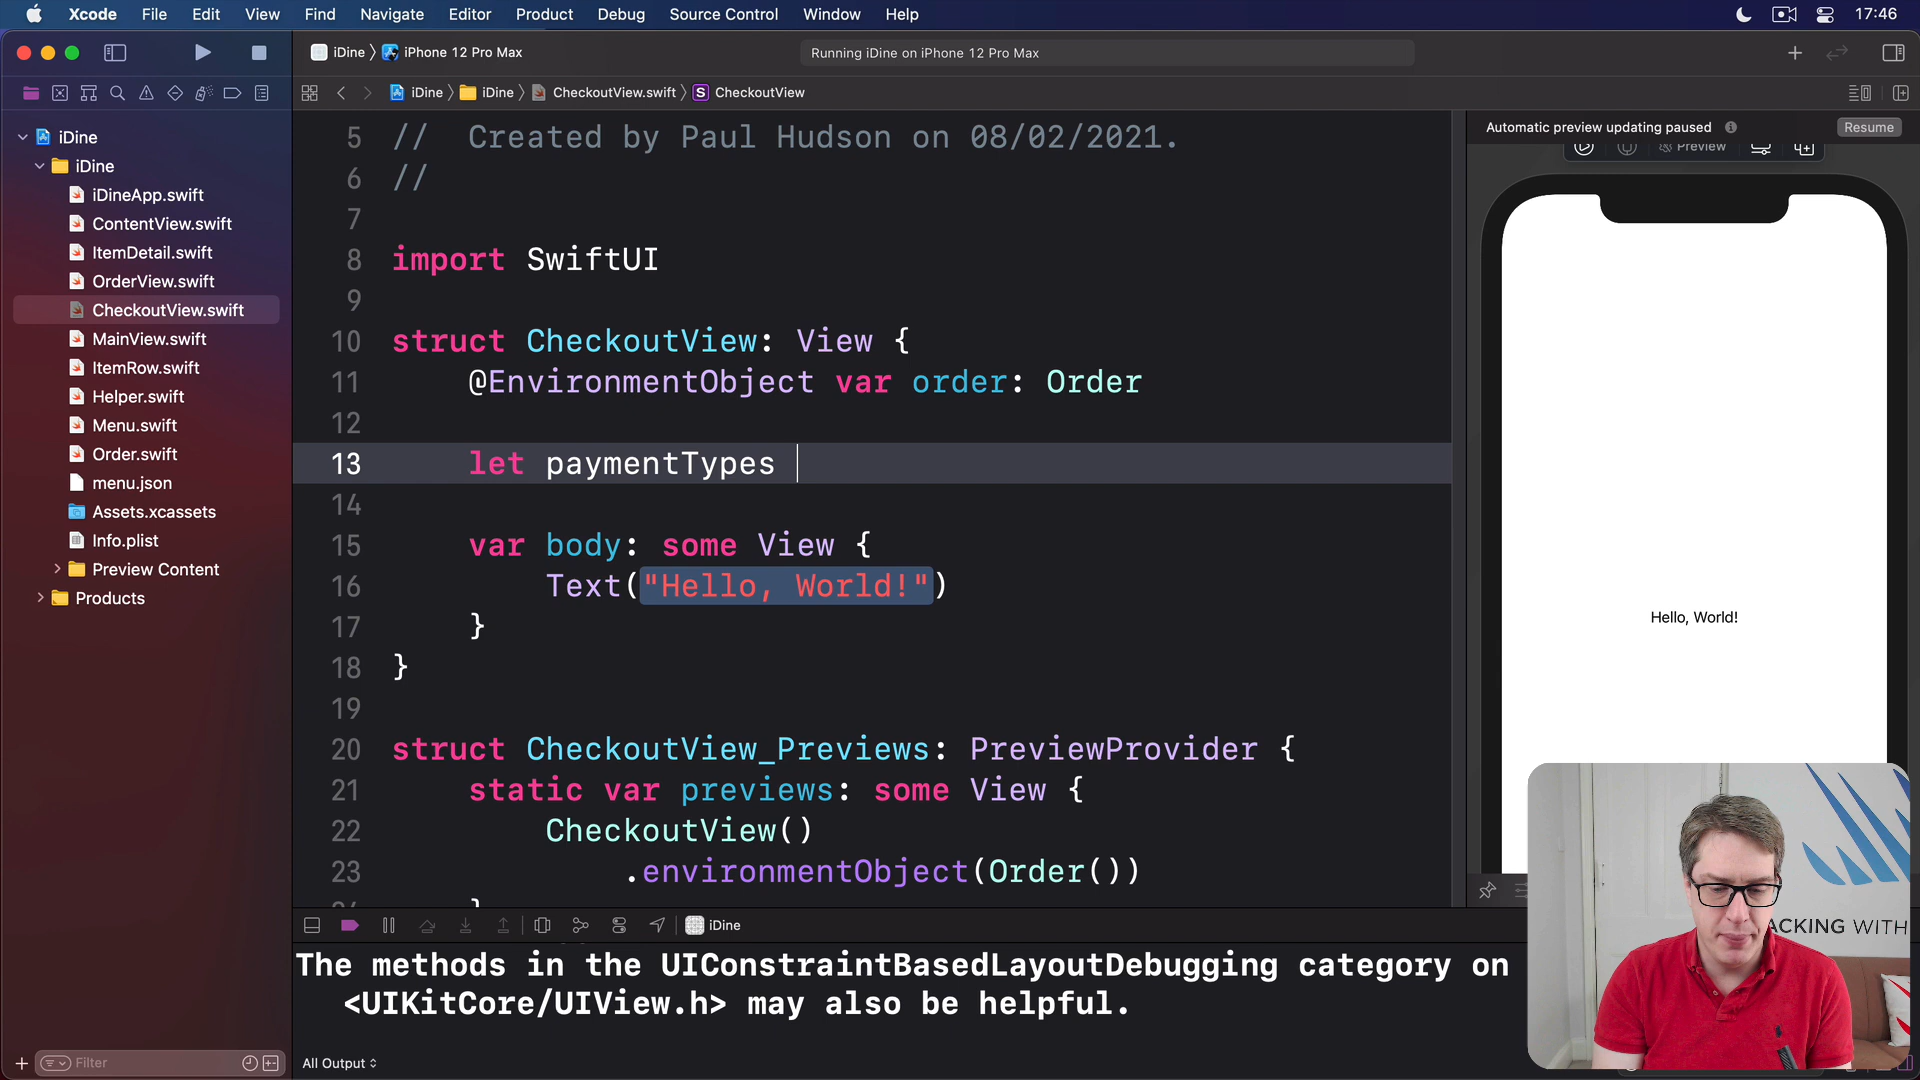 Xcode File Edit View Find Navigate Editor Product Debug Source Control Window Help 17:46
iDine iPhone 12 Pro Max Running iDine on iPhone 12 Pro Max
iDine iDine CheckoutView.swift S CheckoutView
iDine
iDine
iDineApp.swift
ContentView.swift
ItemDetail.swift
OrderView.swift
CheckoutView.swift
MainView.swift
ItemRow.swift
Helper.swift
Menu.swift
Order.swift
menu.json
Assets.xcassets
Info.plist
Preview Content
Products
Filter
5 //  Created by Paul Hudson on 08/02/2021.
6 //
7
8 import SwiftUI
9
10 struct CheckoutView: View {
11 @EnvironmentObject var order: Order
12
13 let paymentTypes
14
15 var body: some View {
16 Text("Hello, World!")
17 }
18 }
19
20 struct CheckoutView_Previews: PreviewProvider {
21 static var previews: some View {
22 CheckoutView()
23 .environmentObject(Order())
Automatic preview updating paused Resume
Preview
Hello, World!
ACKING WITH
iDine
The methods in the UIConstraintBasedLayoutDebugging category on
<UIKitCore/UIView.h> may also be helpful.
All Output